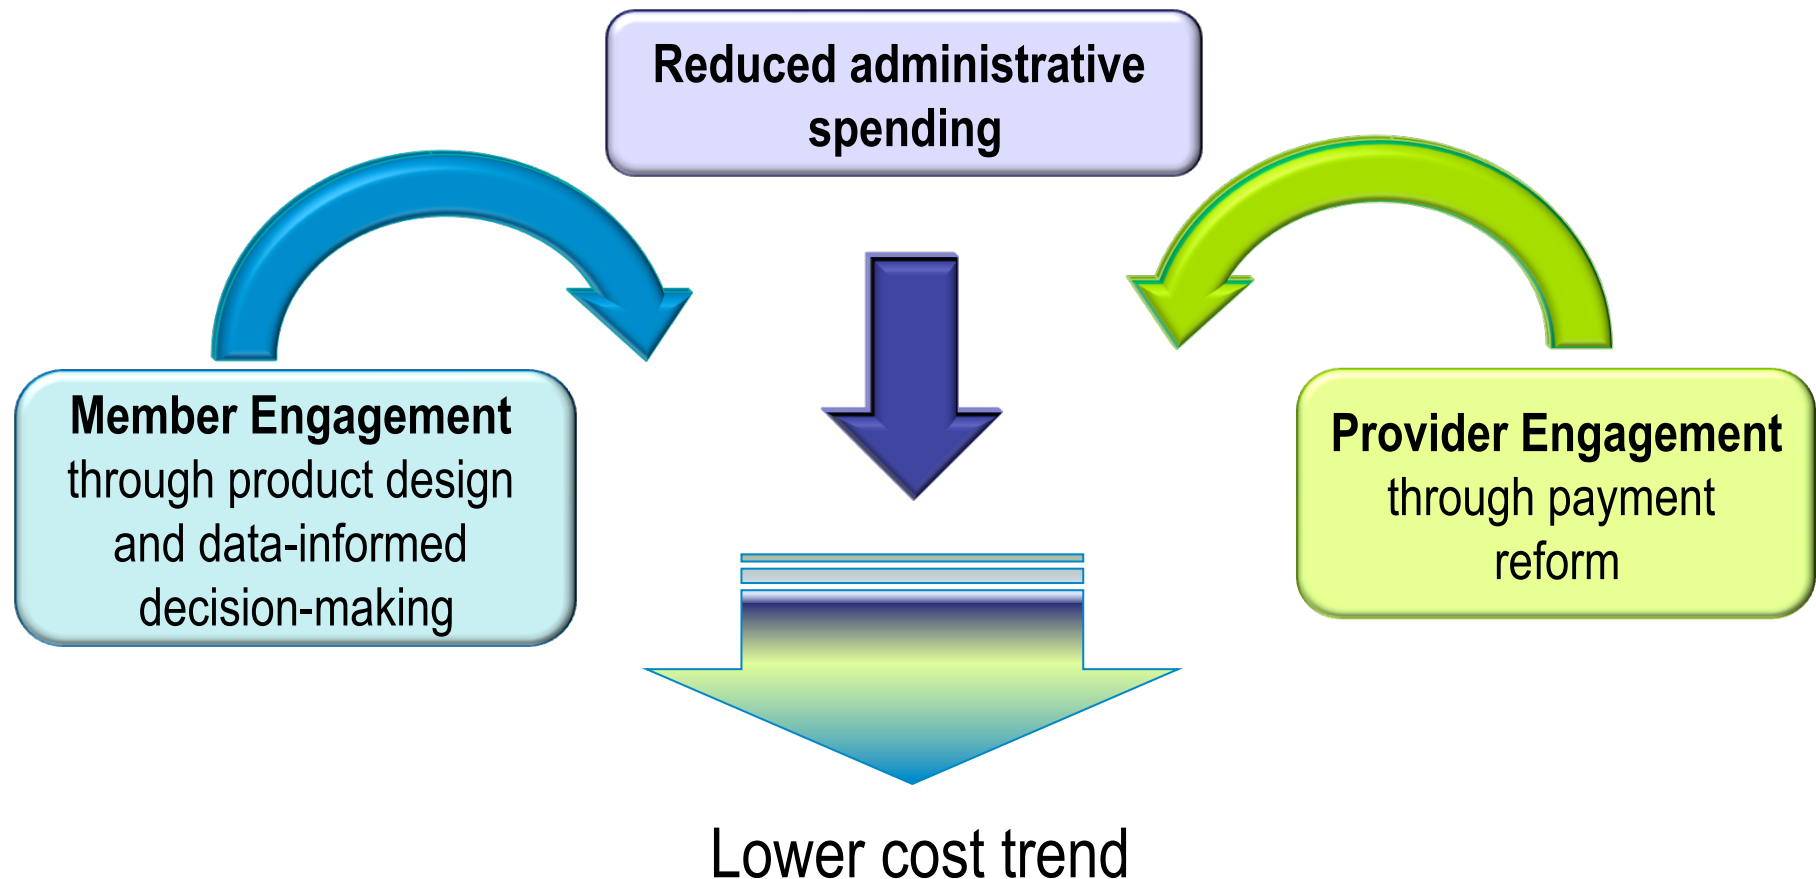 Reduced administrative
spending
Member Engagement
through product design
and data-informed
decision-making
Provider Engagement
through payment
reform
Lower cost trend